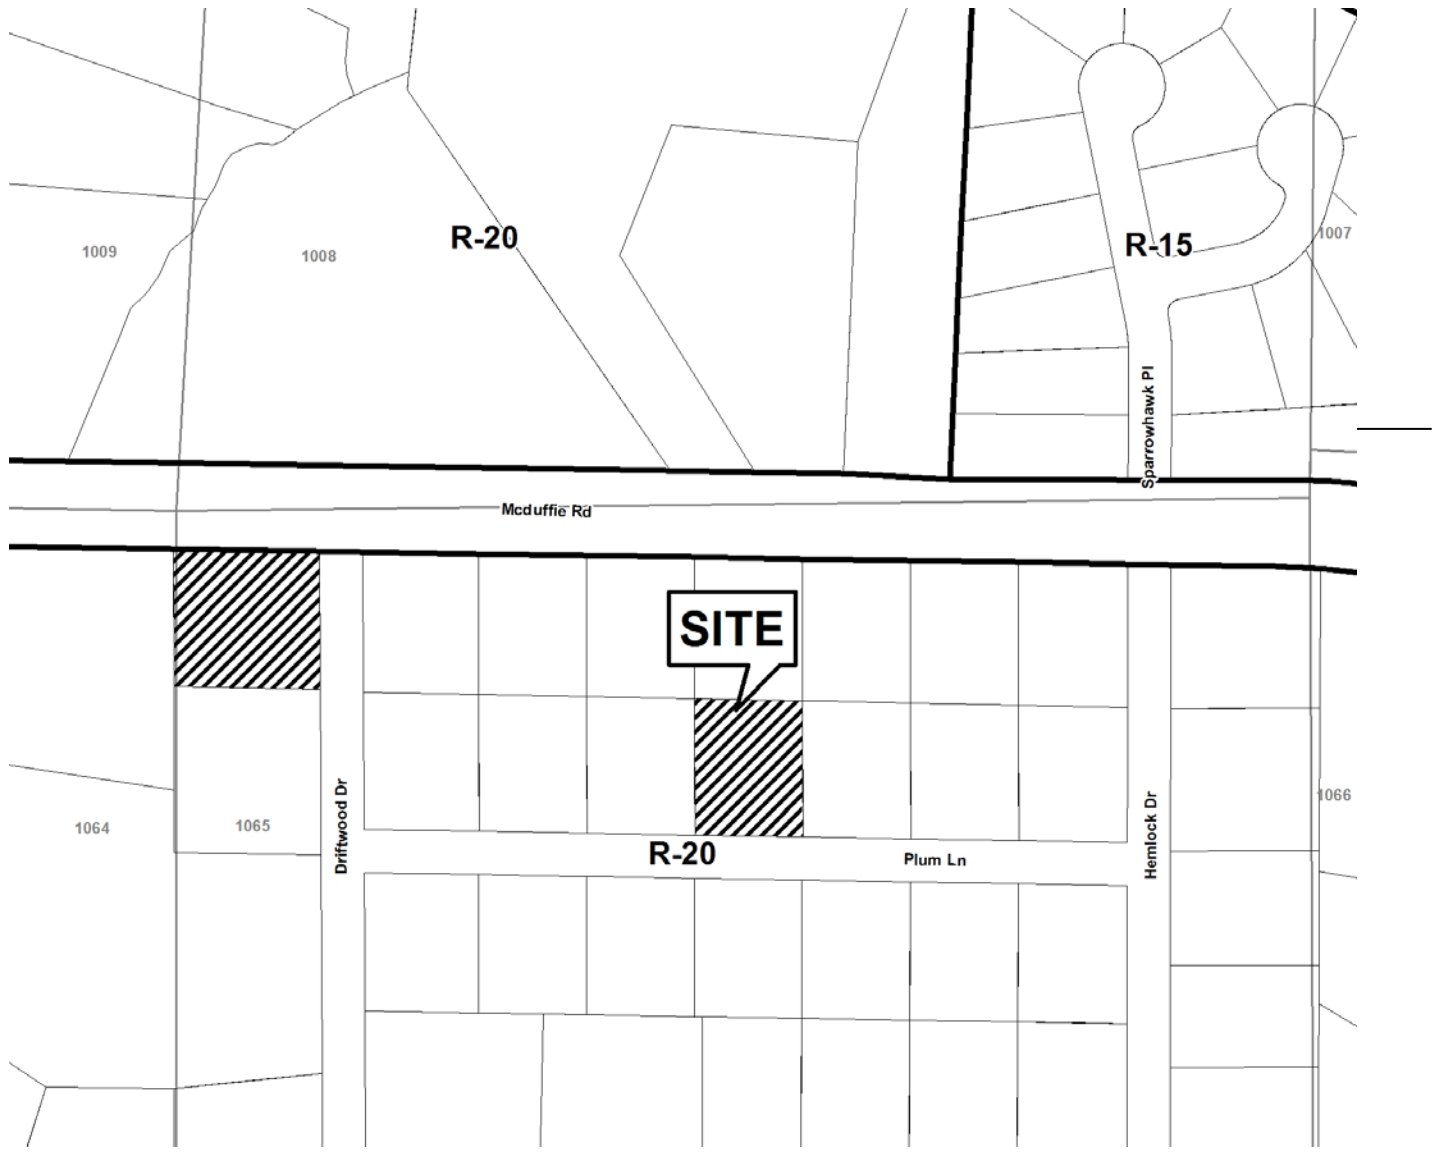 R-20
R-15
1009
1008
1007
Sparrowhawk Pl
Mcduffie Rd
SITE
1064
1065
Driftwood Dr
R-20
Plum Ln
Hemlock Dr
1066